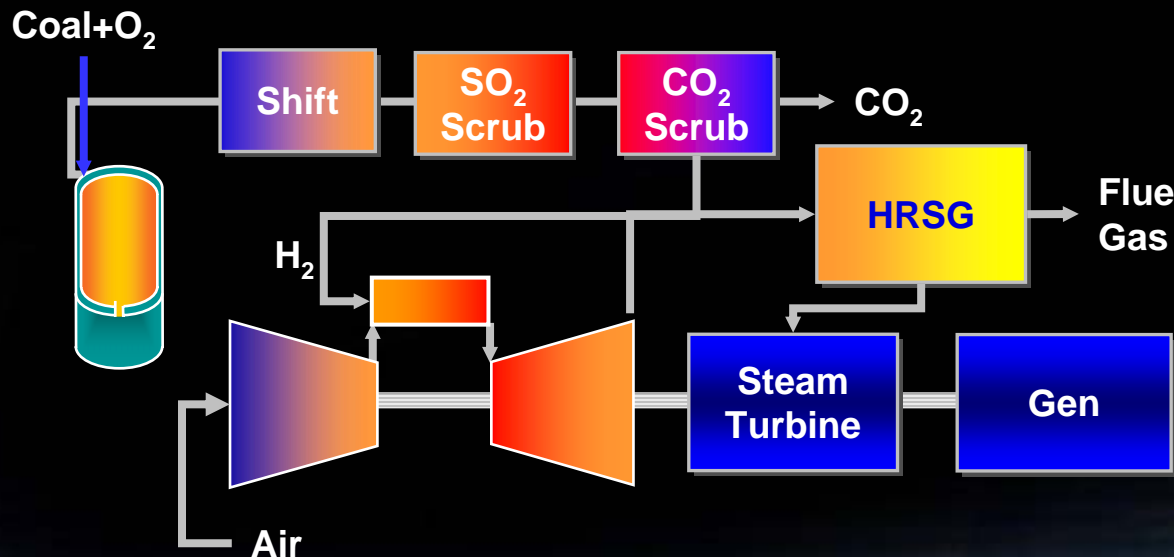 Coal+O₂
Shift
SO₂
Scrub
CO₂
Scrub
CO₂
HRSG
Flue
Gas
H₂
Steam
Turbine
Gen
Air